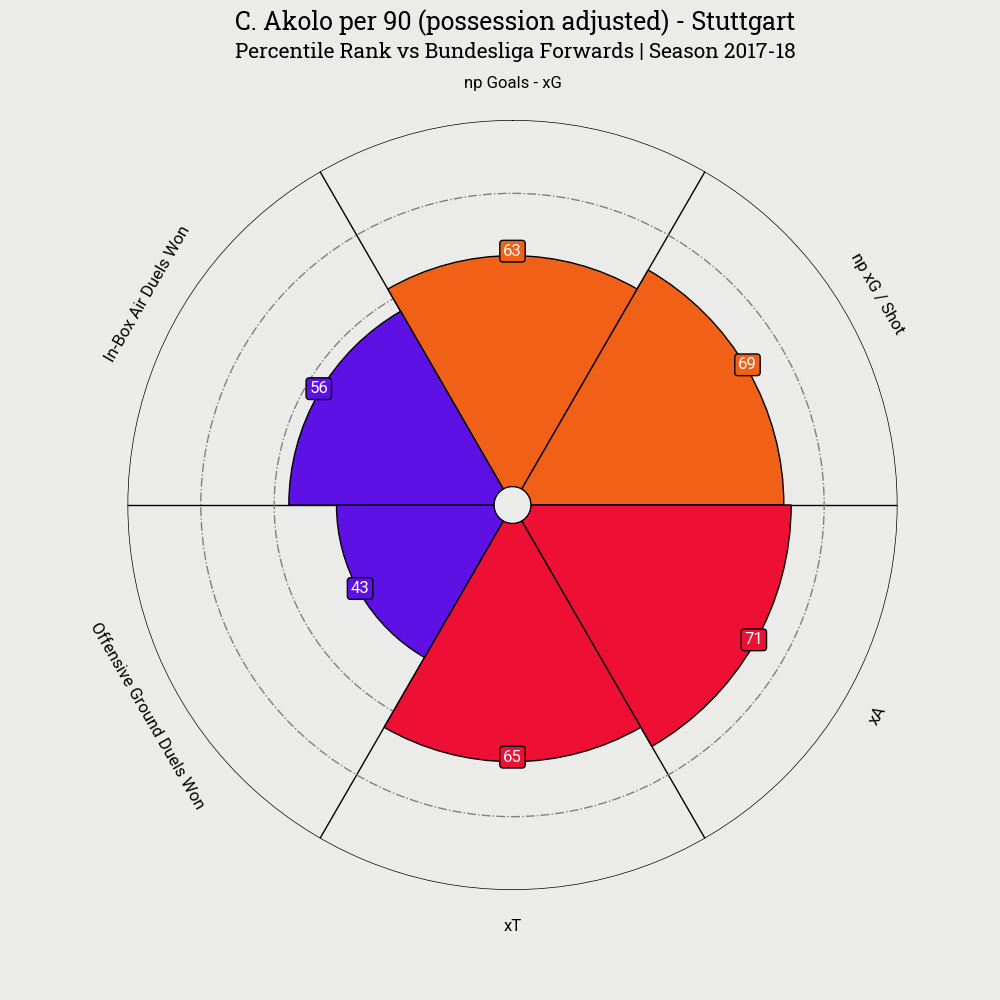 C. Akolo per 90 (possession adjusted) - Stuttgart
Percentile Rank vs Bundesliga Forwards | Season 2017-18
np Goals - xG
np xG / Shot
xA
xT
Offensive Ground Duels Won
In-Box Air Duels Won
63
69
71
65
43
56